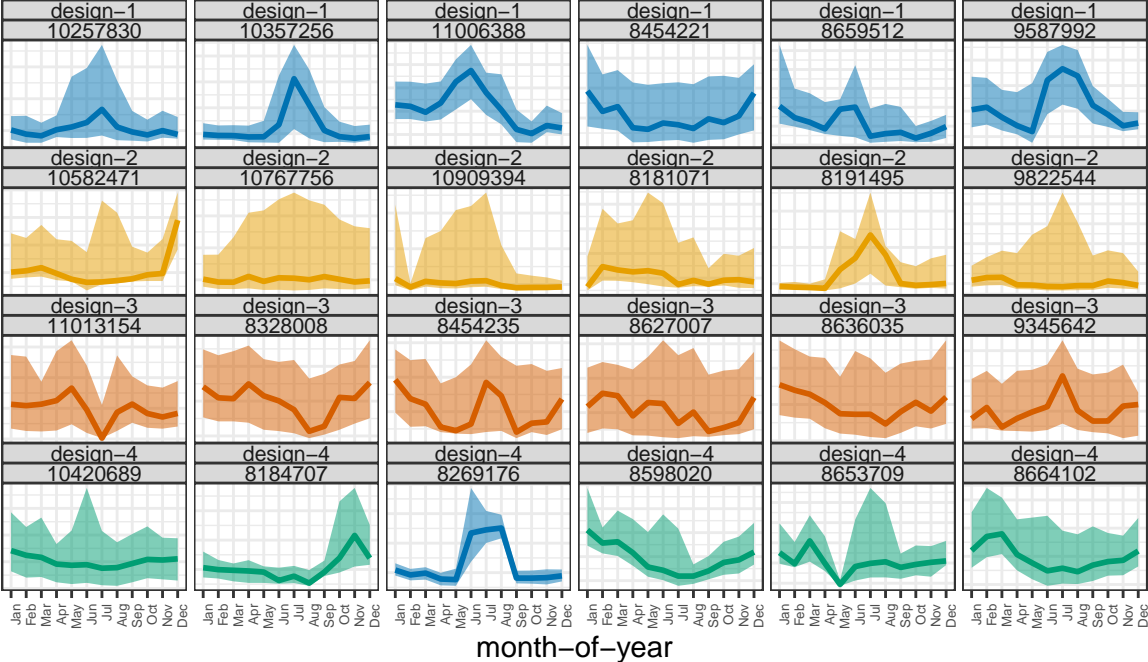 design−1 design−1 design−1 design−1 design−1 design−1
10257830 10357256 11006388 8454221 8659512 9587992
design−2 design−2 design−2 design−2 design−2 design−2
10582471 10767756 10909394 8181071 8191495 9822544
design−3 design−3 design−3 design−3 design−3 design−3
11013154 8328008 8454235 8627007 8636035 9345642
design−4 design−4 design−4 design−4 design−4 design−4
10420689 8184707 8269176 8598020 8653709 8664102
Jan Feb Mar Apr May Jun Jul Aug Sep Oct Nov Dec Jan Feb Mar Apr May Jun Jul Aug Sep Oct Nov Dec Jan Feb Mar Apr May Jun Jul Aug Sep Oct Nov Dec Jan Feb Mar Apr May Jun Jul Aug Sep Oct Nov Dec Jan Feb Mar Apr May Jun Jul Aug Sep Oct Nov Dec Jan Feb Mar Apr May Jun Jul Aug Sep Oct Nov Dec
month−of−year